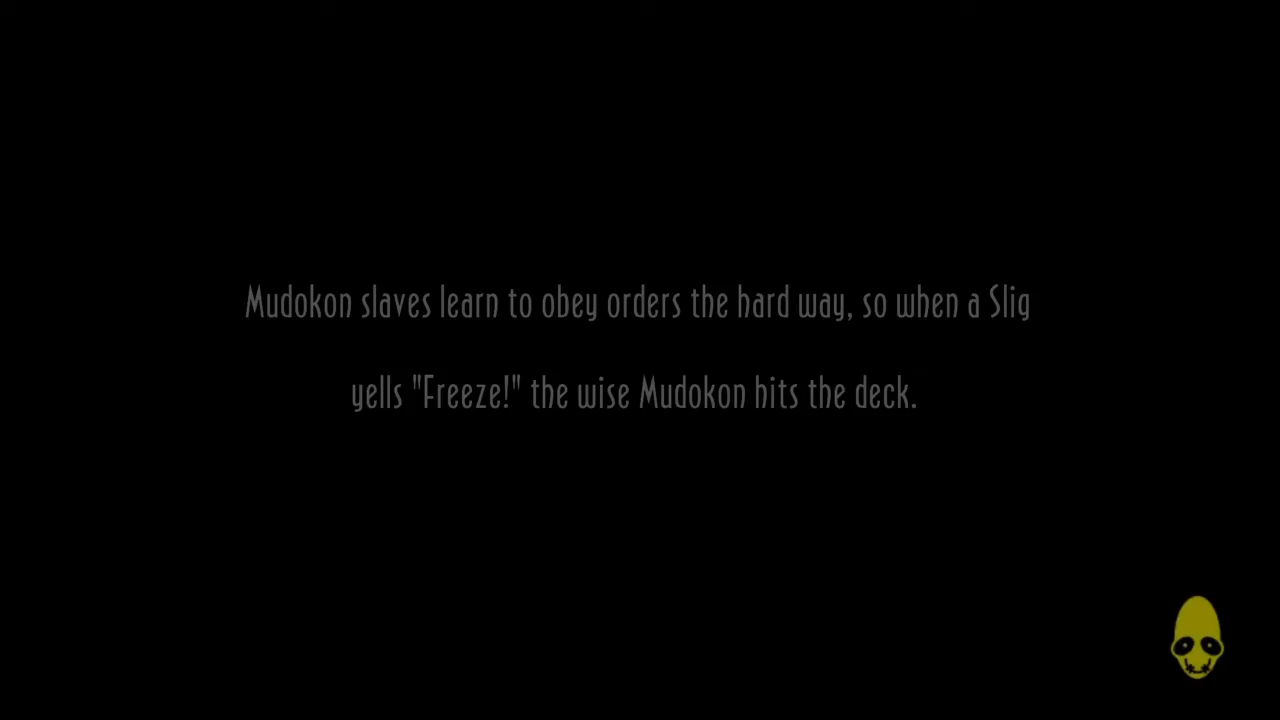 Mudokon slaves learn to obey orders the hard way, so when a Slig
yells "Freeze!" the wise Mudokon hits the deck.